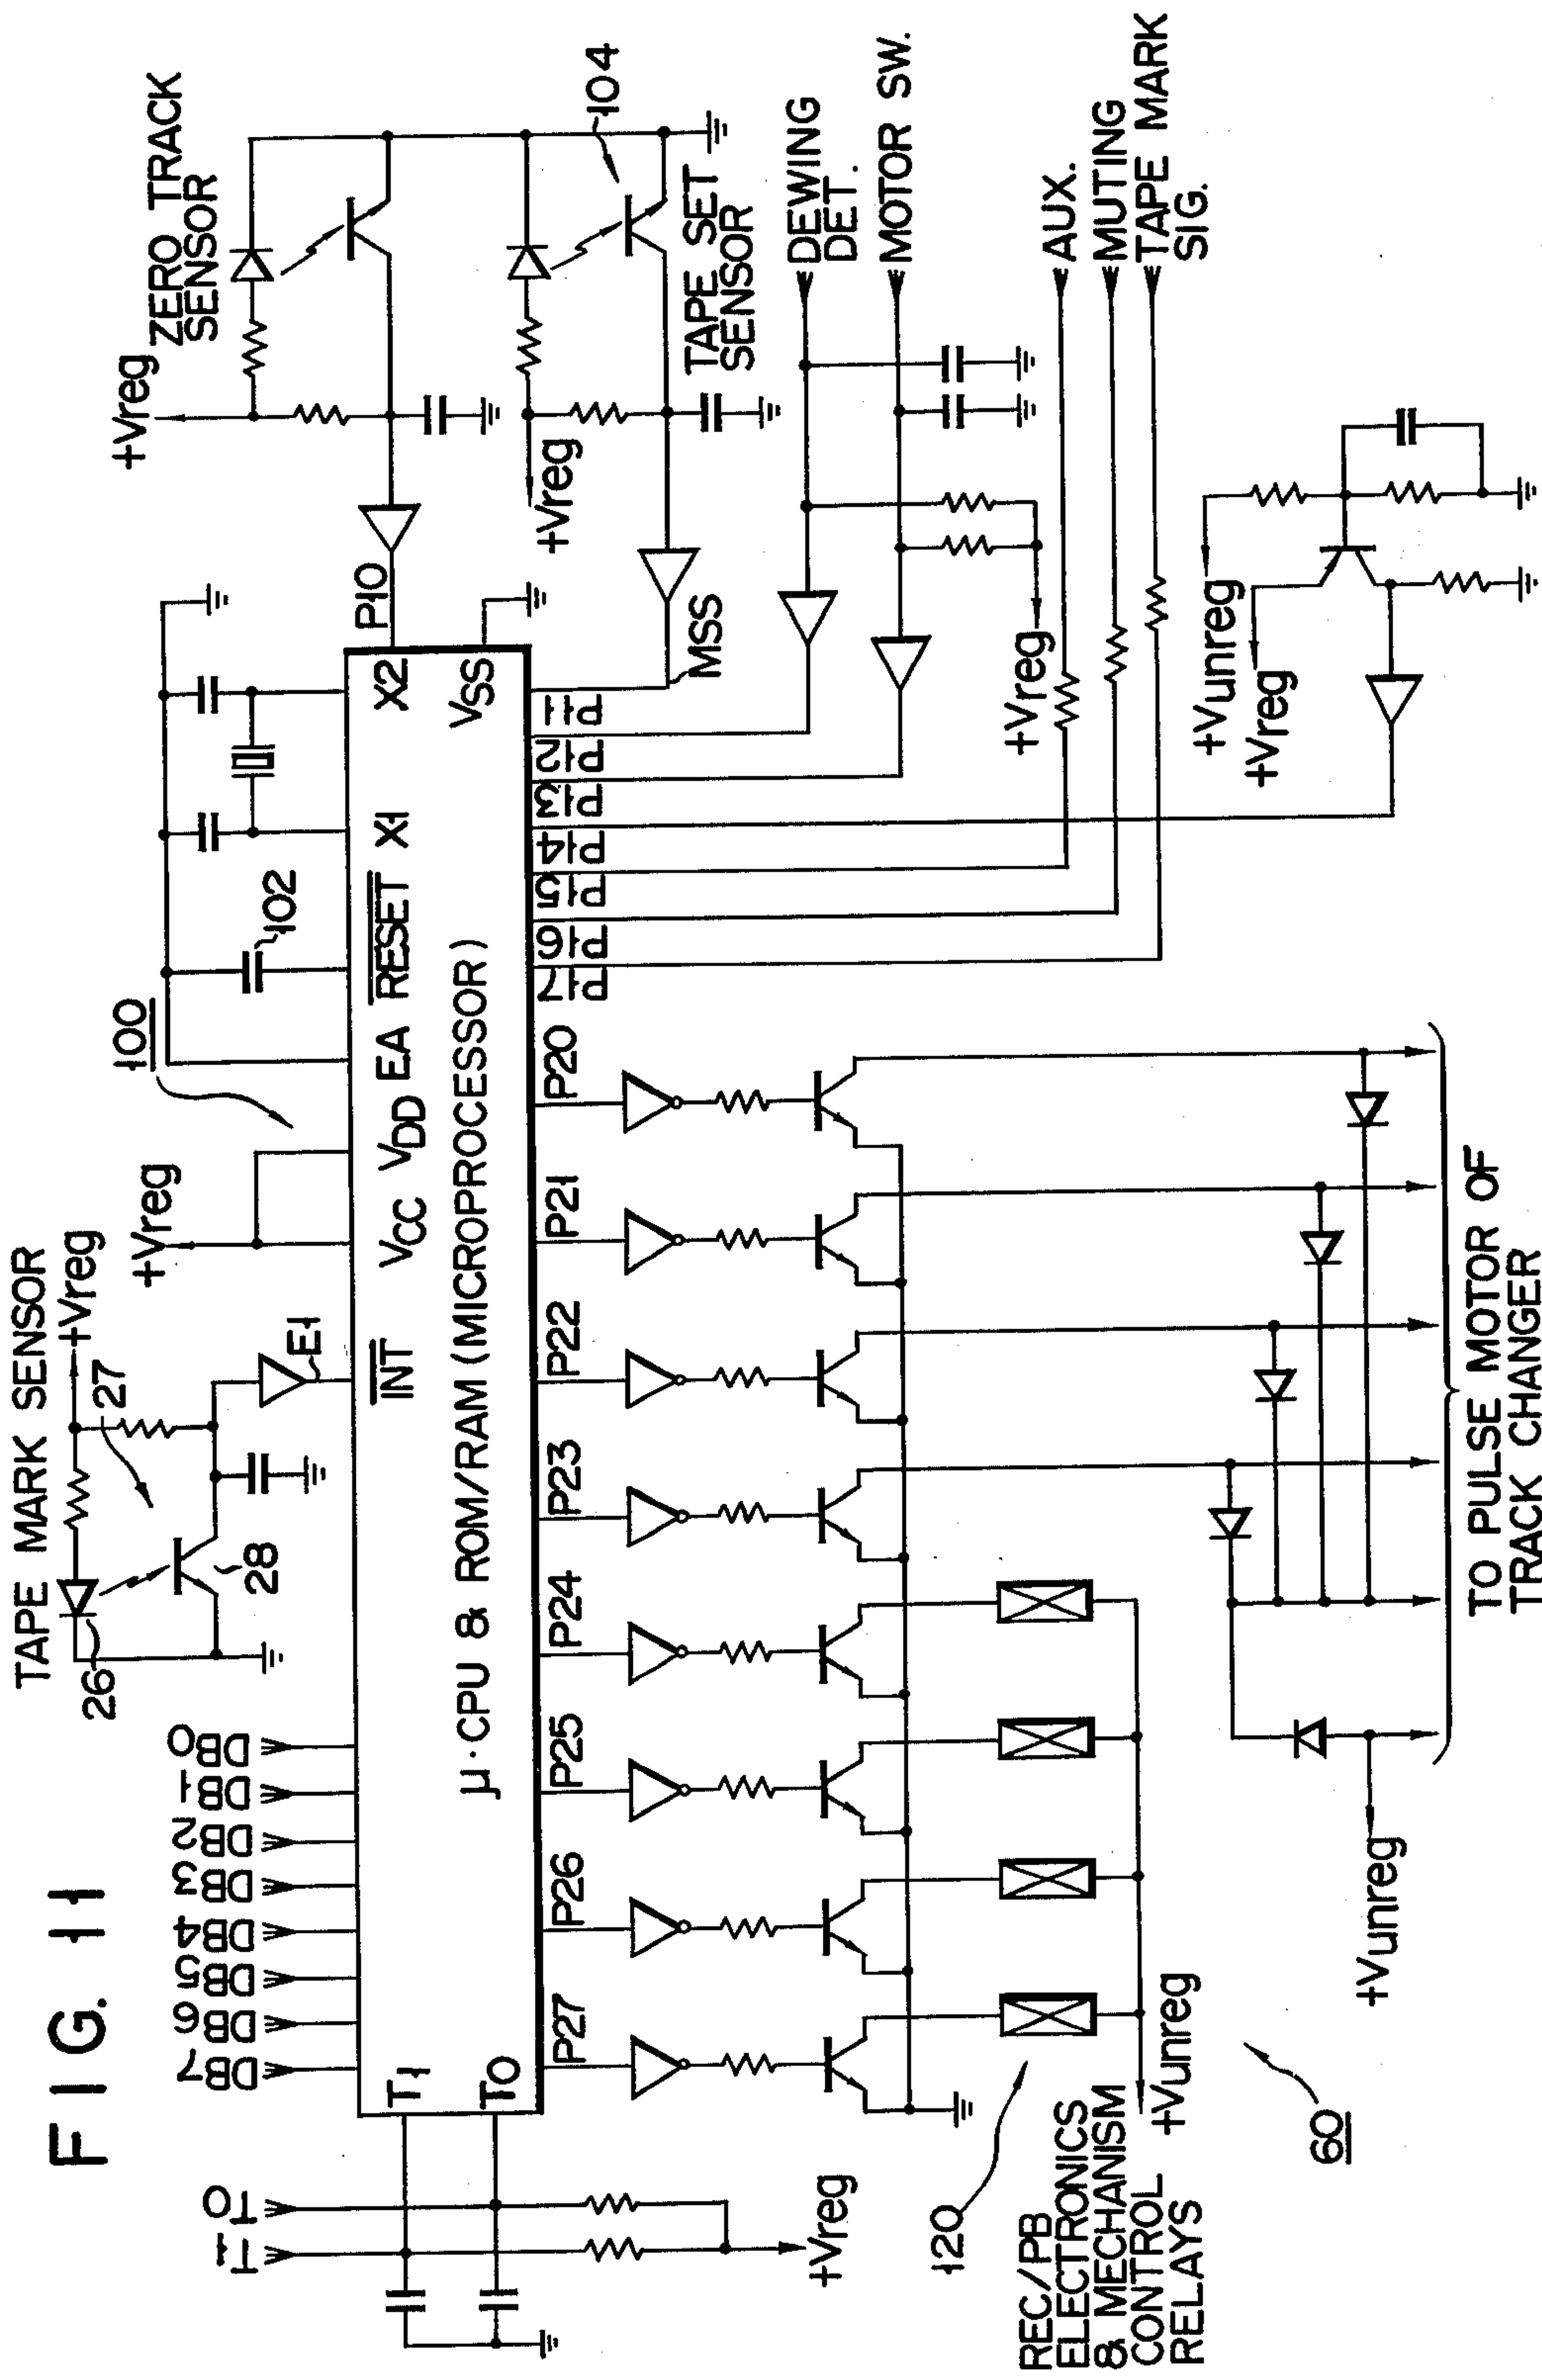 FIG. 11
TAPE MARK SENSOR
+Vreg
27
26
28
E1
+Vreg
100
102
+Vreg
ZERO TRACK
SENSOR
104
TAPE SET
SENSOR
+Vreg
P10
MSS
DB7
DB6
DB5
DB4
DB3
DB2
DB1
DB0
T1
T0
T1
T0
INT
VCC
VDD
EA
RESET
X1
X2
VSS
μ·CPU & ROM/RAM (MICROPROCESSOR)
P27
P26
P25
P24
P23
P22
P21
P20
P17
P16
P15
P14
P13
P12
P11
DEWING
DET.
MOTOR SW.
+Vreg
AUX.
MUTING
TAPE MARK
SIG.
+Vunreg
+Vreg
+Vreg
120
REC/PB
ELECTRONICS
& MECHANISM
CONTROL
RELAYS
+Vunreg
60
+Vunreg
TO PULSE MOTOR OF
TRACK CHANGER